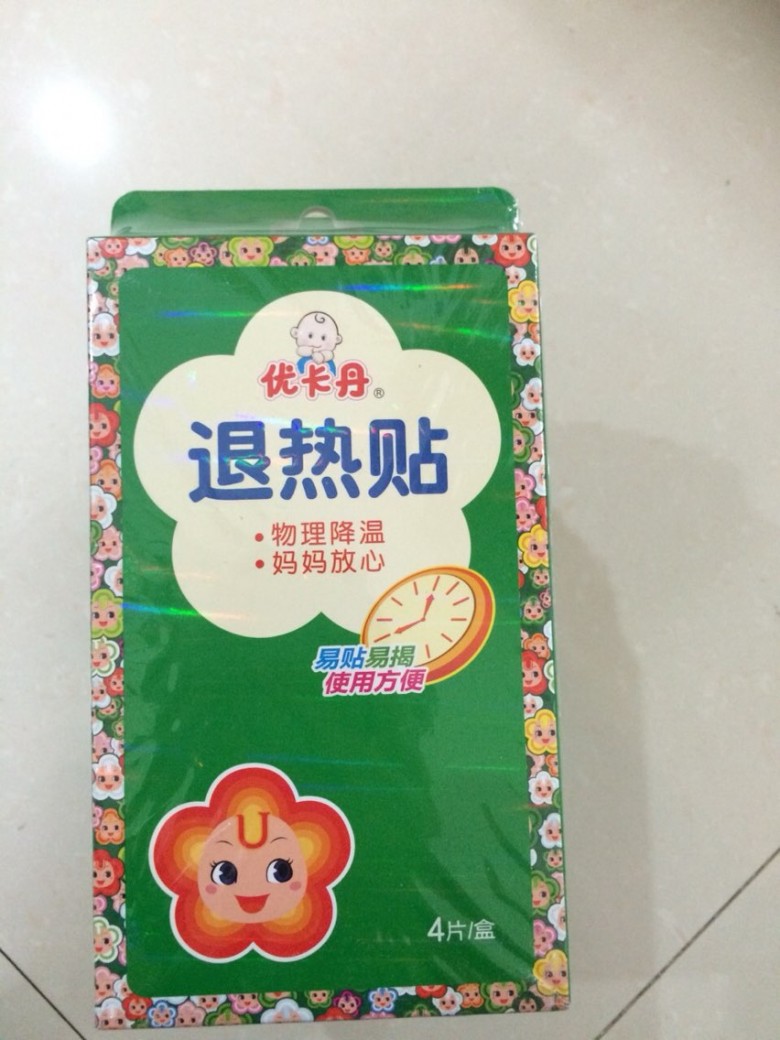 优卡丹®
退热贴
•物理降温
•妈妈放心
易贴易揭
使用方便
U
4片/盒